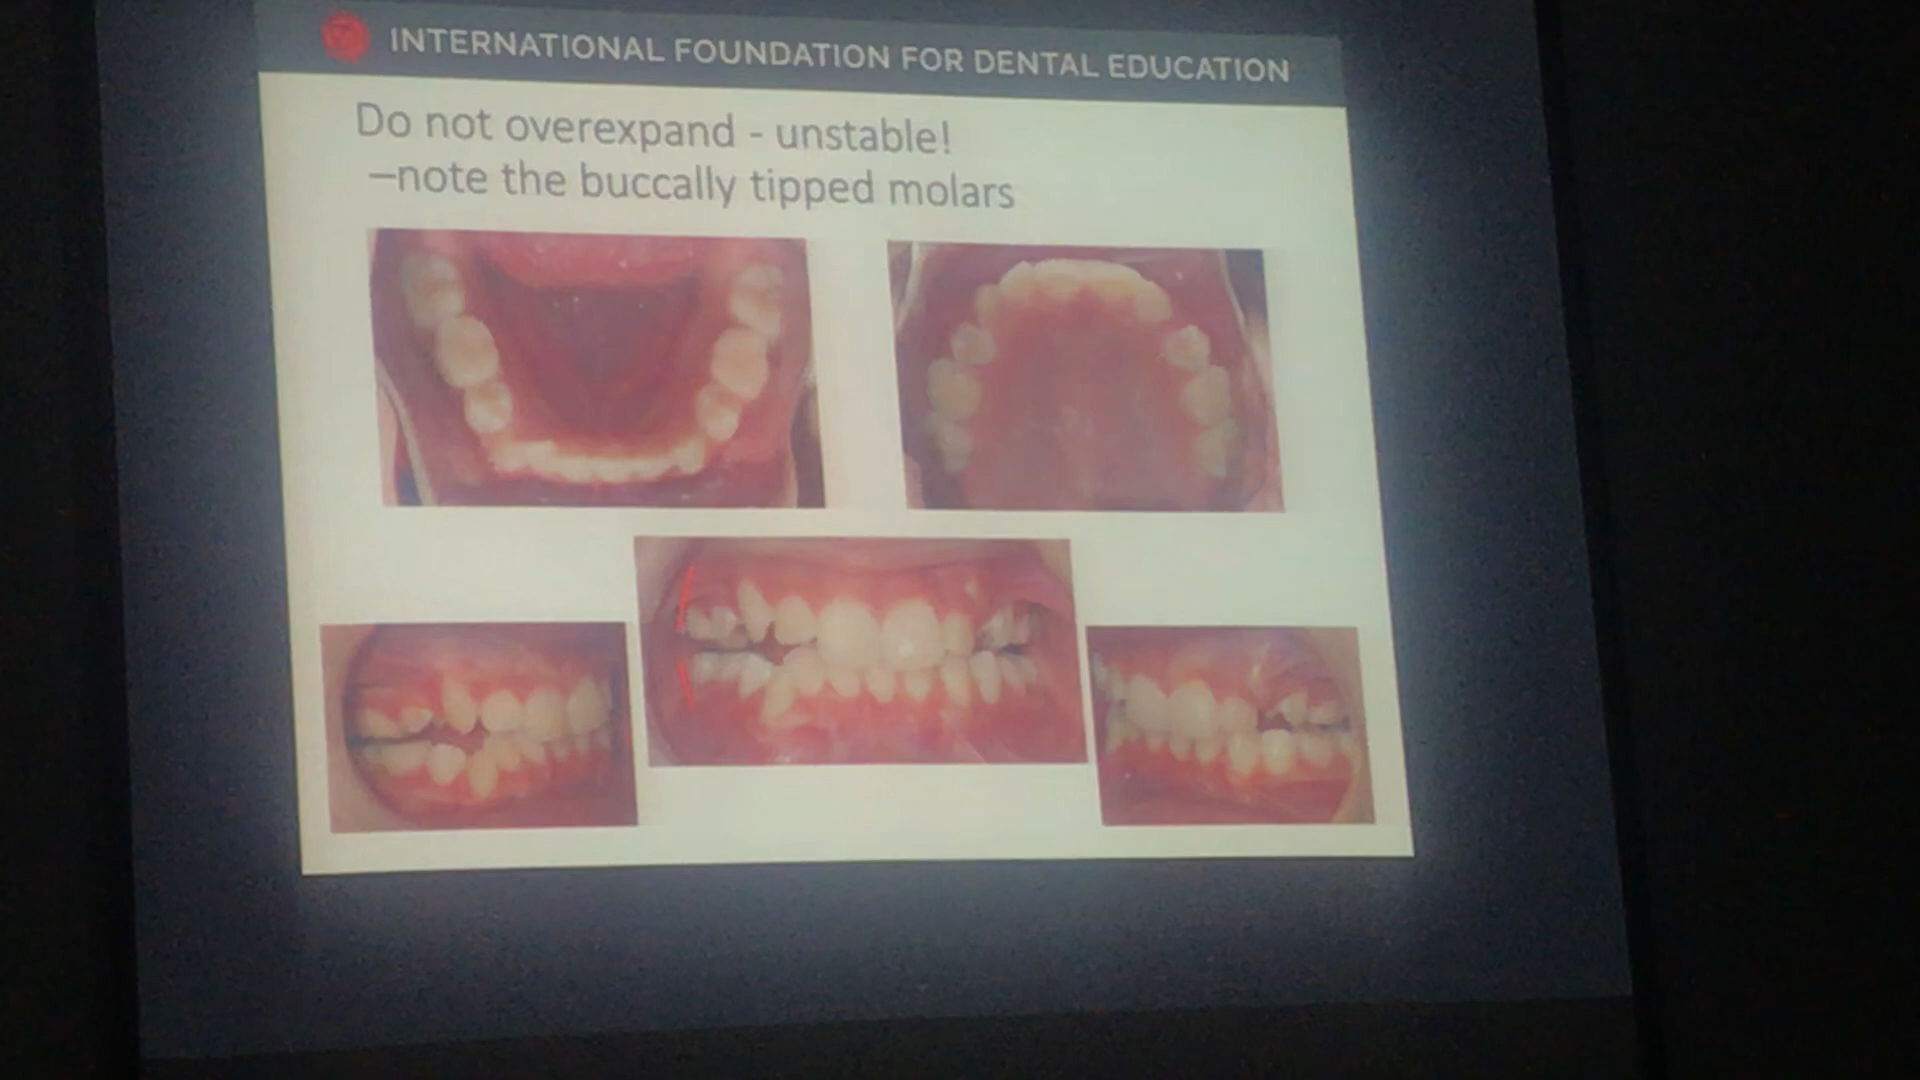 INTERNATIONAL FOUNDATION FOR DENTAL EDUCATION
Do not overexpand - unstable!
–note the buccally tipped molars